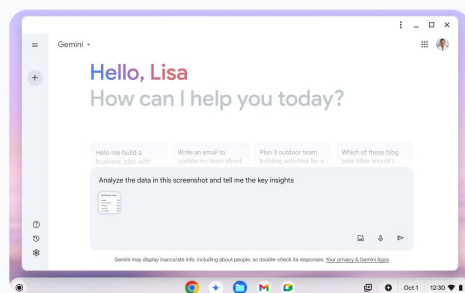 Gemini
Hello, Lisa
How can I help you today?
Help me build a
business plan with
Write an email to
update my team about
Plan 3 outdoor team
building activities for a
Which of these blog
post titles should I
Analyze the data in this screenshot and tell me the key insights
Gemini may display inaccurate info, including about people, so double-check its responses. Your privacy & Gemini Apps
Oct 1
12:30